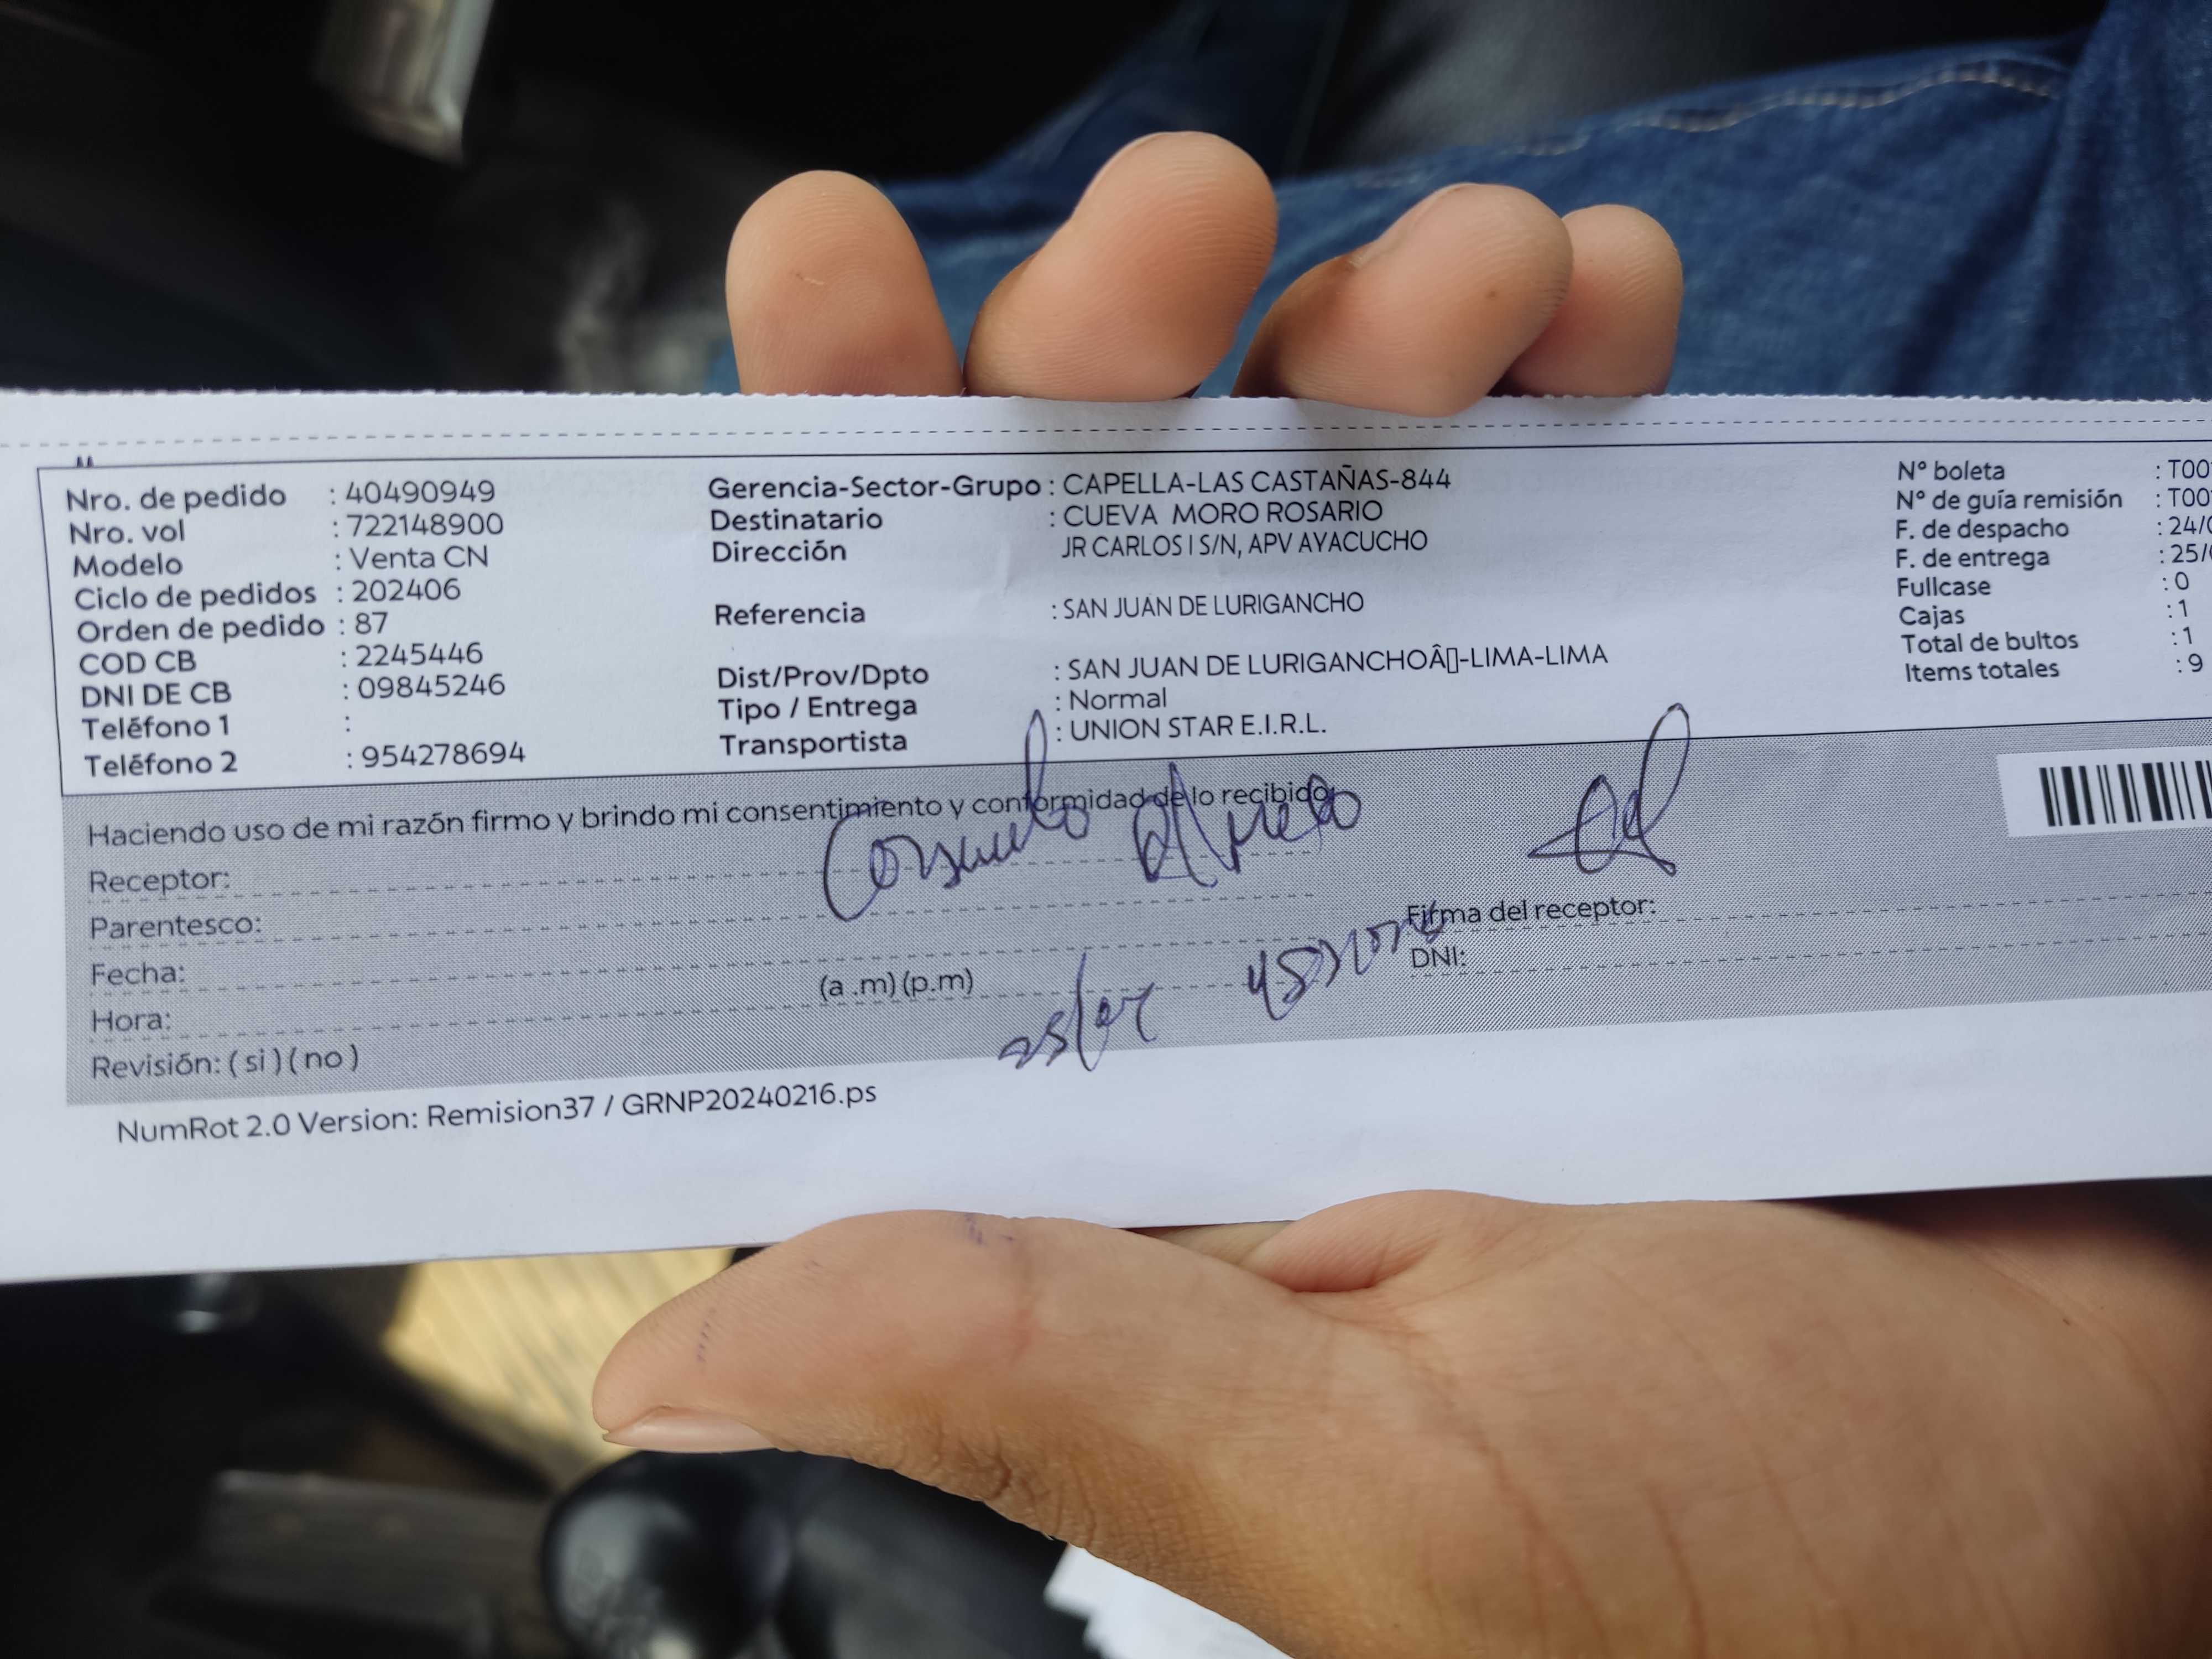 Nro. de pedido : 40490949
Nro. vol : 722148900
Modelo : Venta CN
Ciclo de pedidos : 202406
Orden de pedido : 87
COD CB : 2245446
DNI DE CB : 09845246
Teléfono 1 :
Teléfono 2 : 954278694
Gerencia-Sector-Grupo : CAPELLA-LAS CASTAÑAS-844
Destinatario : CUEVA MORO ROSARIO
Dirección JR CARLOS I S/N, APV AYACUCHO
Referencia : SAN JUAN DE LURIGANCHO
Dist/Prov/Dpto : SAN JUAN DE LURIGANCHOÂ▯-LIMA-LIMA
Tipo / Entrega : Normal
Transportista : UNION STAR E.I.R.L.
N° boleta : T00
N° de guía remisión : T00
F. de despacho : 24/
F. de entrega : 25/
Fullcase : 0
Cajas : 1
Total de bultos : 1
Items totales : 9
Haciendo uso de mi razón firmo y brindo mi consentimiento y conformidad de lo recibido
Receptor: Consuelo
Parentesco:
Fecha:
(a .m) (p.m)
Hora:
Revisión: ( si ) ( no )
Firma del receptor:
DNI:
NumRot 2.0 Version: Remision37 / GRNP20240216.ps